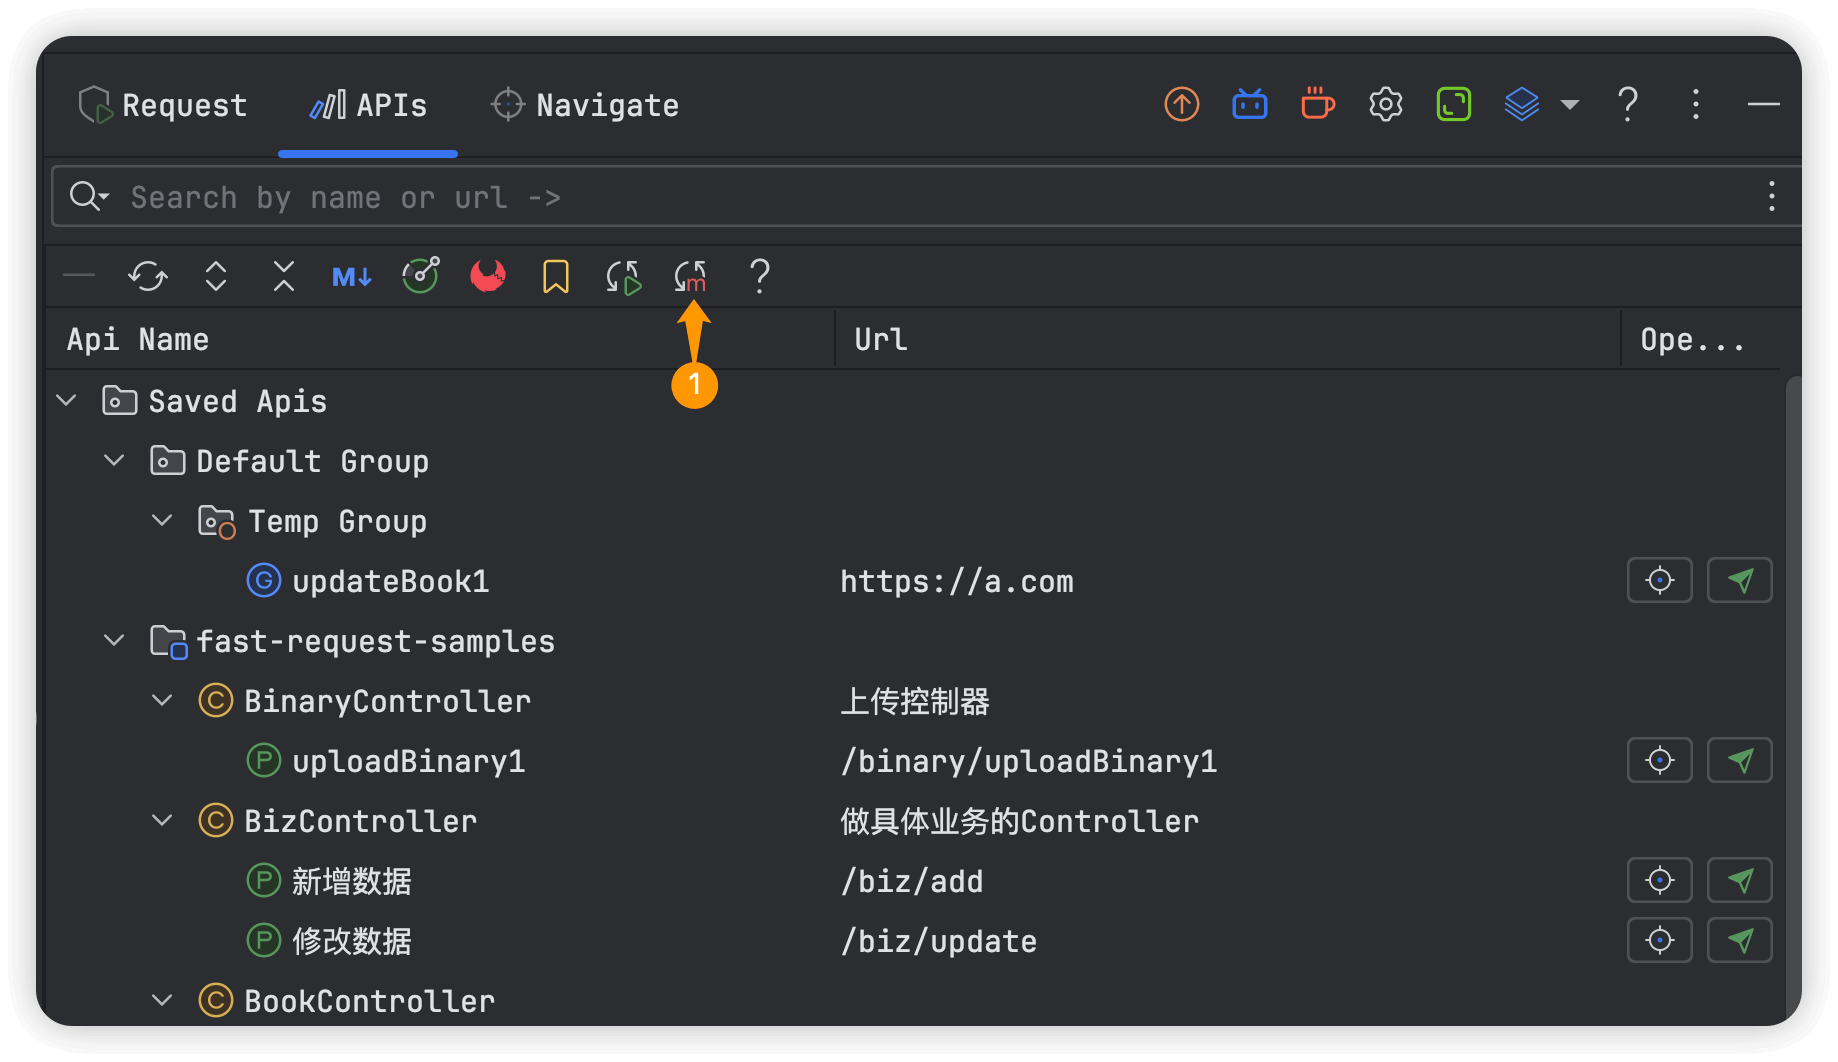 Request APIs Navigate
Search by name or url ->
M↓ m ?
Api Name Url Ope...
1
Saved Apis
Default Group
Temp Group
G updateBook1 https://a.com
fast-request-samples
C BinaryController 上传控制器
P uploadBinary1 /binary/uploadBinary1
C BizController 做具体业务的Controller
P 新增数据 /biz/add
P 修改数据 /biz/update
C BookController